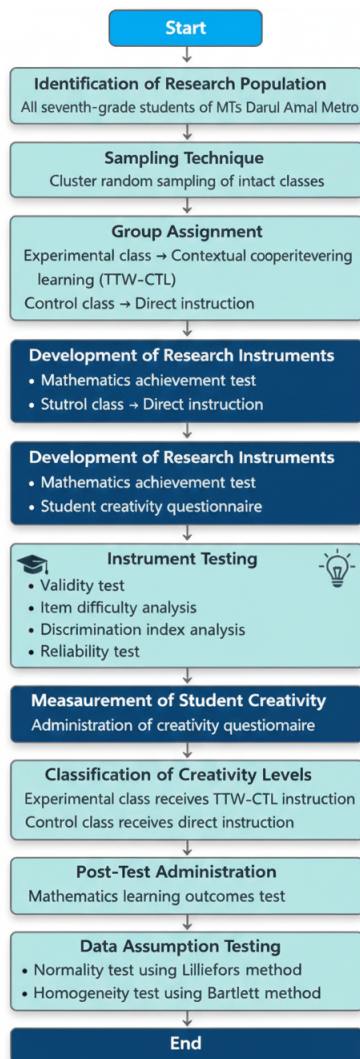 Start
Identification of Research Population
All seventh-grade students of MTs Darul Amal Metro
Sampling Technique
Cluster random sampling of intact classes
Group Assignment
Experimental class → Contextual cooperitevering
learning (TTW-CTL)
Control class → Direct instruction
Development of Research Instruments
• Mathematics achievement test
• Stutrol class → Direct instruction
Development of Research Instruments
• Mathematics achievement test
• Student creativity questionnaire
Instrument Testing
• Validity test
• Item difficulty analysis
• Discrimination index analysis
• Reliability test
Measaurement of Student Creativity
Administration of creativity questiomaire
Classification of Creativity Levels
Experimental class receives TTW-CTL instruction
Control class receives direct instruction
Post-Test Administration
Mathematics learning outcomes test
Data Assumption Testing
• Normality test using Lilliefors method
• Homogeneity test using Bartlett method
End